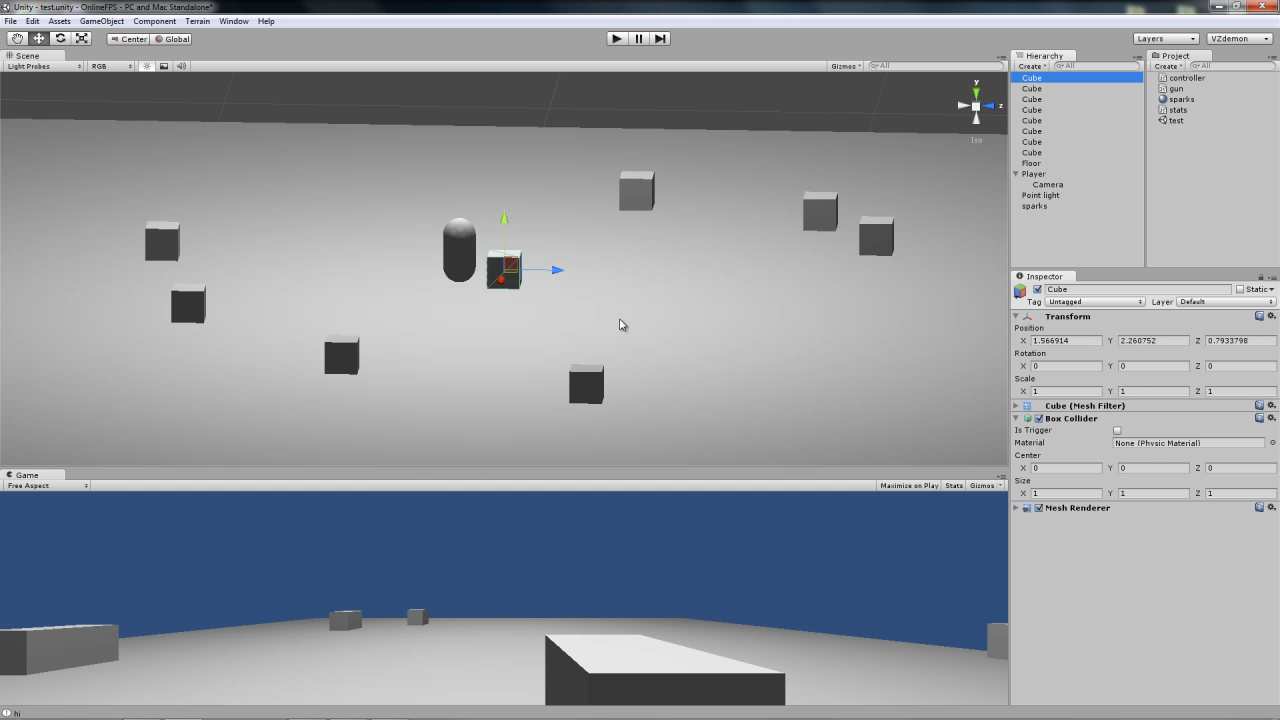 Unity - test.unity - OnlineFPS - PC and Mac Standalone*
File Edit Assets GameObject Component Terrain Window Help
Center Global Layers VZdemon
Scene
Light Probes RGB Gizmos All
y
z
Iso
Hierarchy
Create All
Cube
Cube
Cube
Cube
Cube
Cube
Cube
Cube
Floor
Player
Camera
Point light
sparks
Project
Create All
controller
gun
sparks
stats
test
Inspector
Cube Static
Tag Untagged Layer Default
Transform
Position
X 1.566914 Y 2.260752 Z 0.7933798
Rotation
X 0 Y 0 Z 0
Scale
X 1 Y 1 Z 1
Cube (Mesh Filter)
Box Collider
Is Trigger
Material None (Physic Material)
Center
X 0 Y 0 Z 0
Size
X 1 Y 1 Z 1
Mesh Renderer
Game
Free Aspect Maximize on Play Stats Gizmos
hi